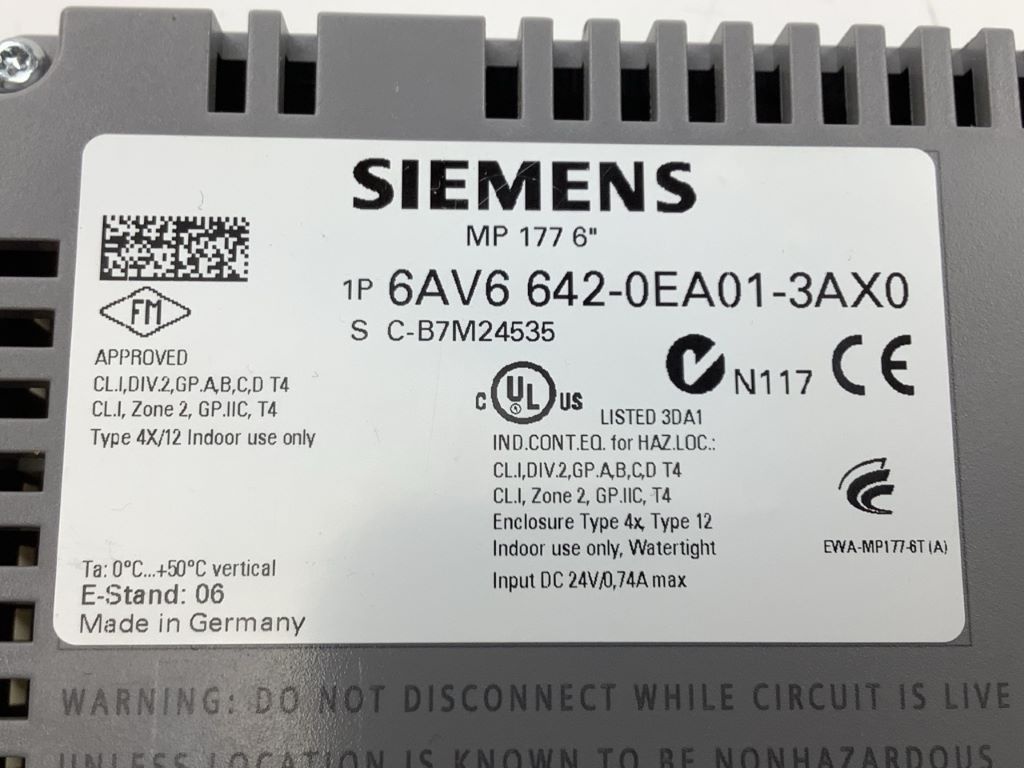 SIEMENS
MP 177 6"
1P 6AV6 642-0EA01-3AX0
S C-B7M24535
FM
APPROVED
CL.I,DIV.2,GP.A,B,C,D T4
CL.I, Zone 2, GP.IIC, T4
Type 4X/12 Indoor use only
N117 CE
C UL US
LISTED 3DA1
IND.CONT.EQ. for HAZ.LOC.:
CL.I,DIV.2,GP.A,B,C,D T4
CL.I, Zone 2, GP.IIC, T4
Enclosure Type 4x, Type 12
Indoor use only, Watertight
Input DC 24V/0,74A max
EWA-MP177-6T (A)
Ta: 0°C...+50°C vertical
E-Stand: 06
Made in Germany
WARNING: DO NOT DISCONNECT WHILE CIRCUIT IS LIVE
UNLESS LOCATION IS KNOWN TO BE NONHAZARDOUS